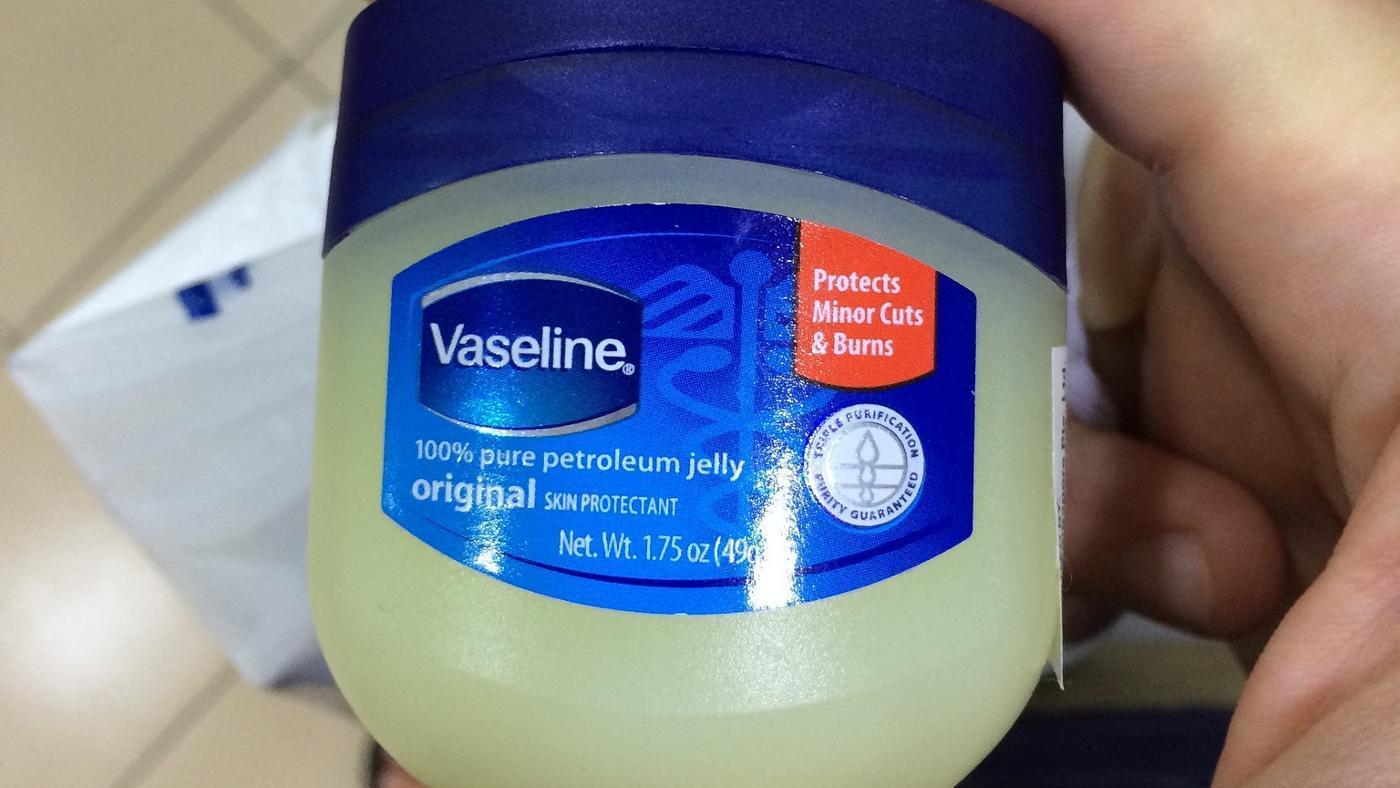 Vaseline®
100% pure petroleum jelly
original SKIN PROTECTANT
Net. Wt. 1.75 oz (49g
Protects
Minor Cuts
& Burns
TRIPLE PURIFICATION
PURITY GUARANTEED